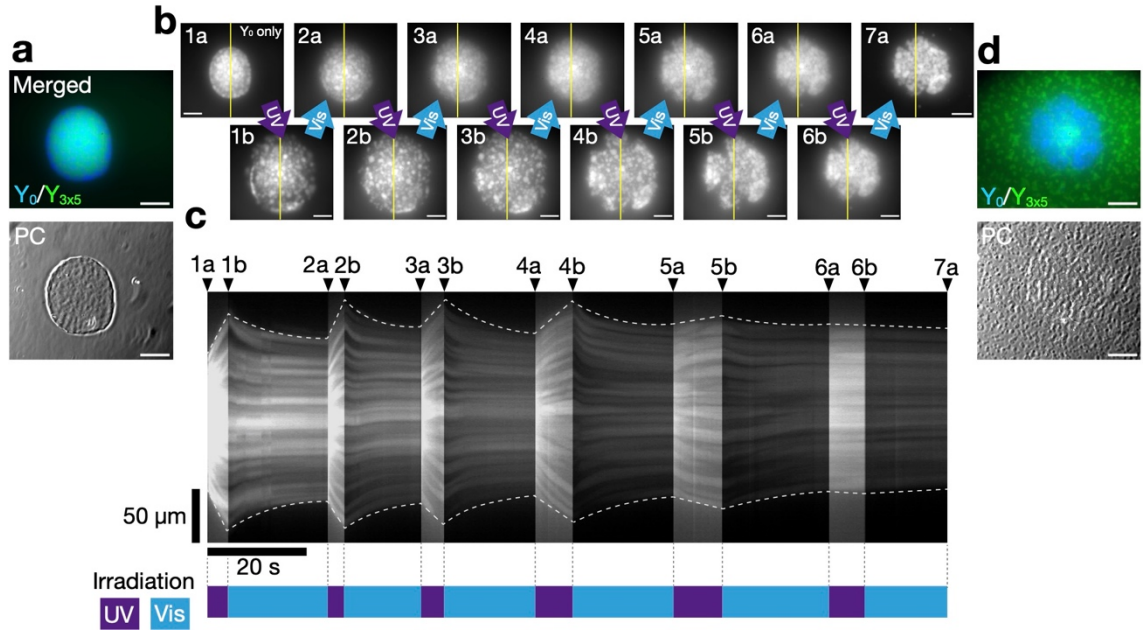 a
Merged
Y0/Y3x5
PC
b
1a
Y0 only
2a
3a
4a
5a
6a
7a
UV
Vis
UV
Vis
UV
Vis
UV
Vis
UV
Vis
UV
Vis
1b
2b
3b
4b
5b
6b
c
1a 1b 2a 2b 3a 3b 4a 4b 5a 5b 6a 6b 7a
50 µm
20 s
Irradiation
UV Vis
d
Y0/Y3x5
PC